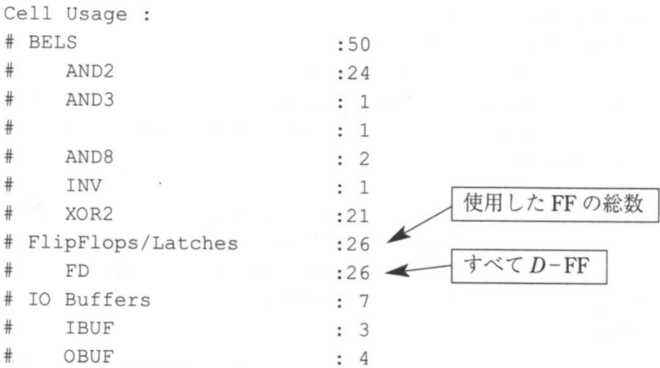 Cell Usage :
# BELS :50
# AND2 :24
# AND3 : 1
# : 1
# AND8 : 2
# INV : 1
# XOR2 :21
# FlipFlops/Latches :26
# FD :26
# IO Buffers : 7
# IBUF : 3
# OBUF : 4
使用した FF の総数
すべて D-FF